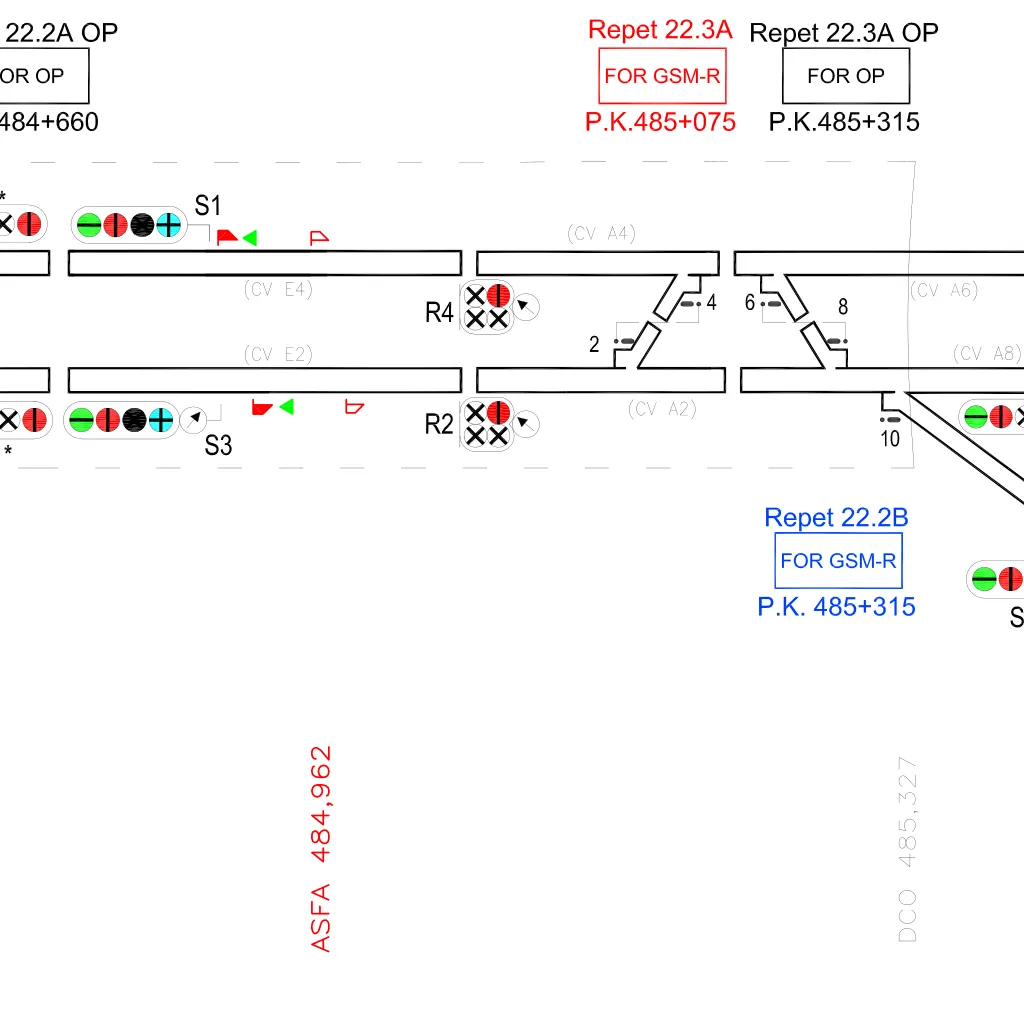 22.2A OP
OR OP
484+660
Repet 22.3A
FOR GSM-R
P.K.485+075
Repet 22.3A OP
FOR OP
P.K.485+315
*
S1
(CV A4)
(CV E4)
(CV A6)
R4
4
6
8
2
(CV E2)
(CV A8)
(CV A2)
R2
S3
*
10
Repet 22.2B
FOR GSM-R
P.K. 485+315
S
ASFA 484,962
DCO 485,327